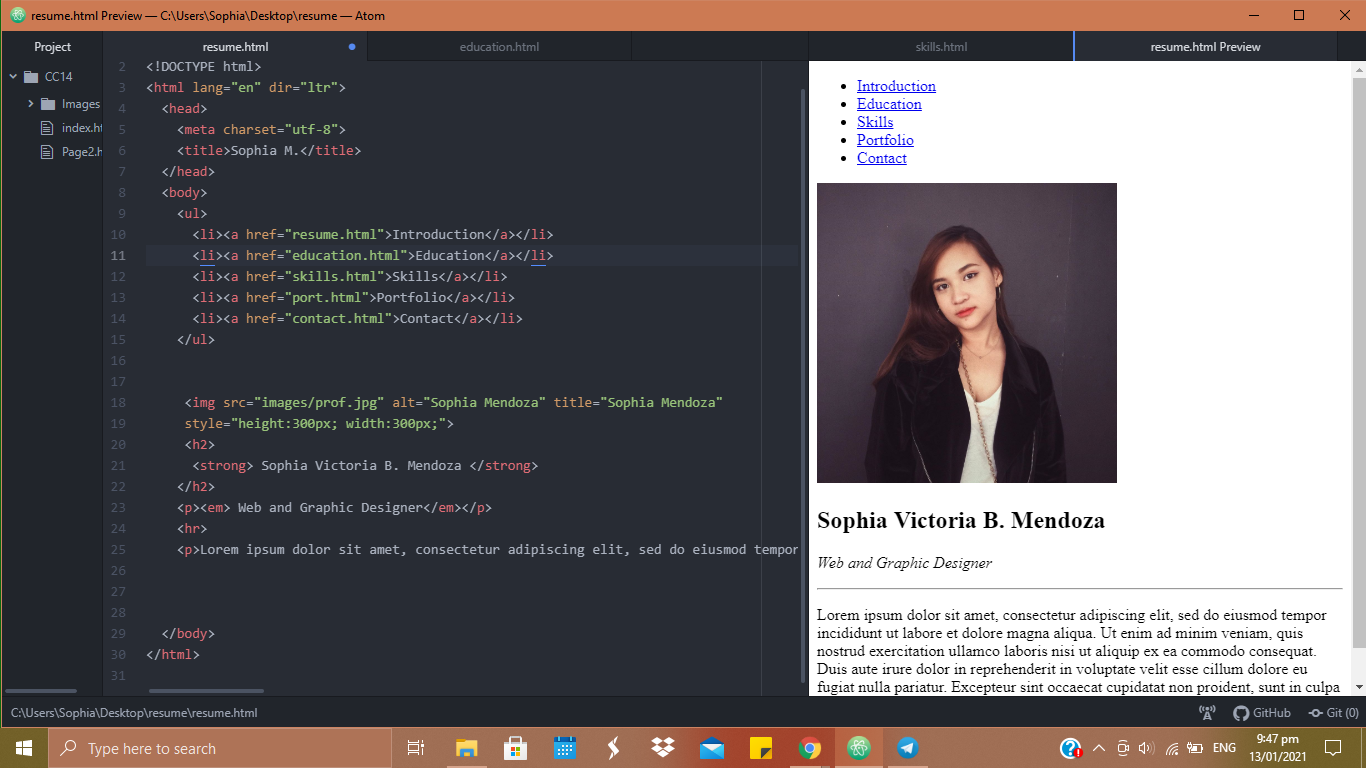 resume.html Preview — C:\Users\Sophia\Desktop\resume — Atom
Project
resume.html
education.html
skills.html
resume.html Preview
CC14
Images
index.ht
Page2.h
2 <!DOCTYPE html>
3 <html lang="en" dir="ltr">
4 <head>
5 <meta charset="utf-8">
6 <title>Sophia M.</title>
7 </head>
8 <body>
9 <ul>
10 <li><a href="resume.html">Introduction</a></li>
11 <li><a href="education.html">Education</a></li>
12 <li><a href="skills.html">Skills</a></li>
13 <li><a href="port.html">Portfolio</a></li>
14 <li><a href="contact.html">Contact</a></li>
15 </ul>
16
17
18 <img src="images/prof.jpg" alt="Sophia Mendoza" title="Sophia Mendoza"
19 style="height:300px; width:300px;">
20 <h2>
21 <strong> Sophia Victoria B. Mendoza </strong>
22 </h2>
23 <p><em> Web and Graphic Designer</em></p>
24 <hr>
25 <p>Lorem ipsum dolor sit amet, consectetur adipiscing elit, sed do eiusmod tempor
26
27
28
29 </body>
30 </html>
31
Introduction
Education
Skills
Portfolio
Contact
Sophia Victoria B. Mendoza
Web and Graphic Designer
Lorem ipsum dolor sit amet, consectetur adipiscing elit, sed do eiusmod tempor
incididunt ut labore et dolore magna aliqua. Ut enim ad minim veniam, quis
nostrud exercitation ullamco laboris nisi ut aliquip ex ea commodo consequat.
Duis aute irure dolor in reprehenderit in voluptate velit esse cillum dolore eu
fugiat nulla pariatur. Excepteur sint occaecat cupidatat non proident, sunt in culpa
C:\Users\Sophia\Desktop\resume\resume.html
GitHub
Git (0)
Type here to search
ENG
9:47 pm
13/01/2021